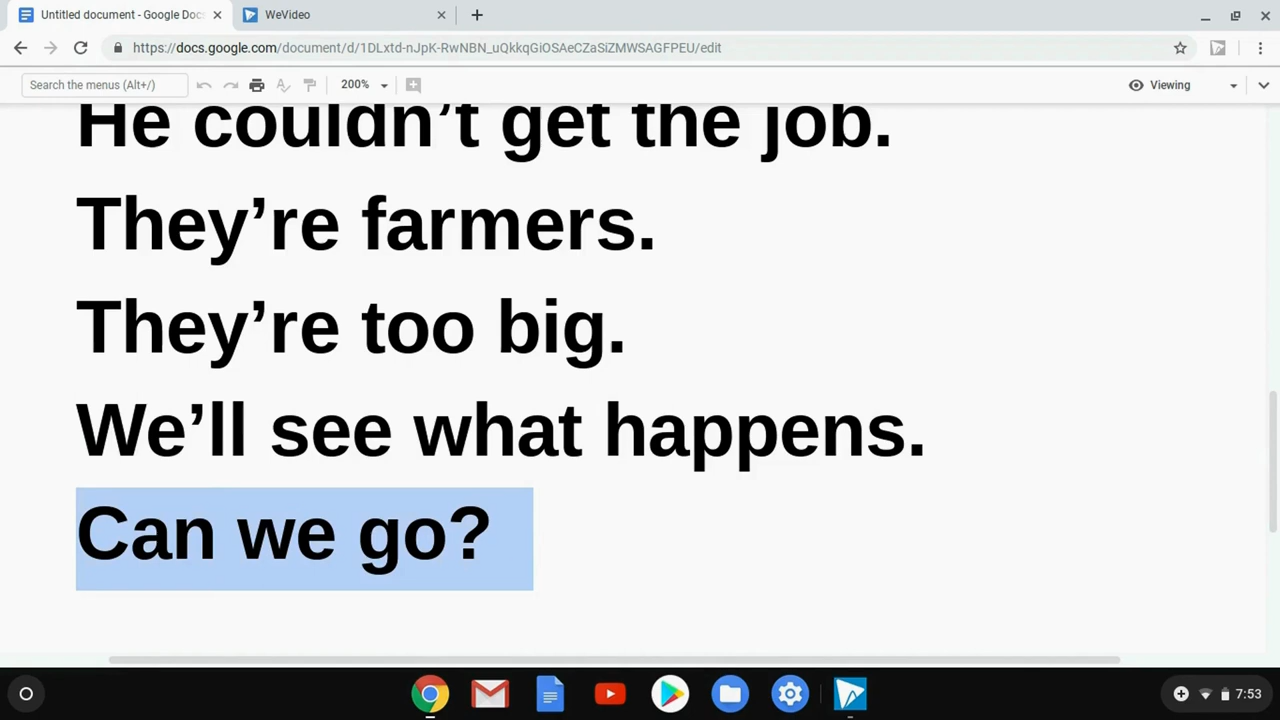 Untitled document - Google Docs
WeVideo
https://docs.google.com/document/d/1DLxtd-nJpK-RwNBN_uQkkqGiOSAeCZaSiZMWSAGFPEU/edit
Search the menus (Alt+/)
200%
Viewing
He couldn’t get the job.
They’re farmers.
They’re too big.
We’ll see what happens.
Can we go?
7:53